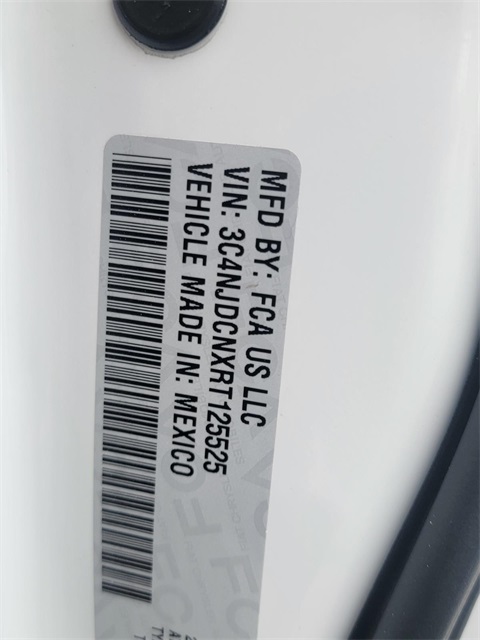 MFD BY: FCA US LLC
VIN: 3C4NJDCNXRT125525
VEHICLE MADE IN: MEXICO